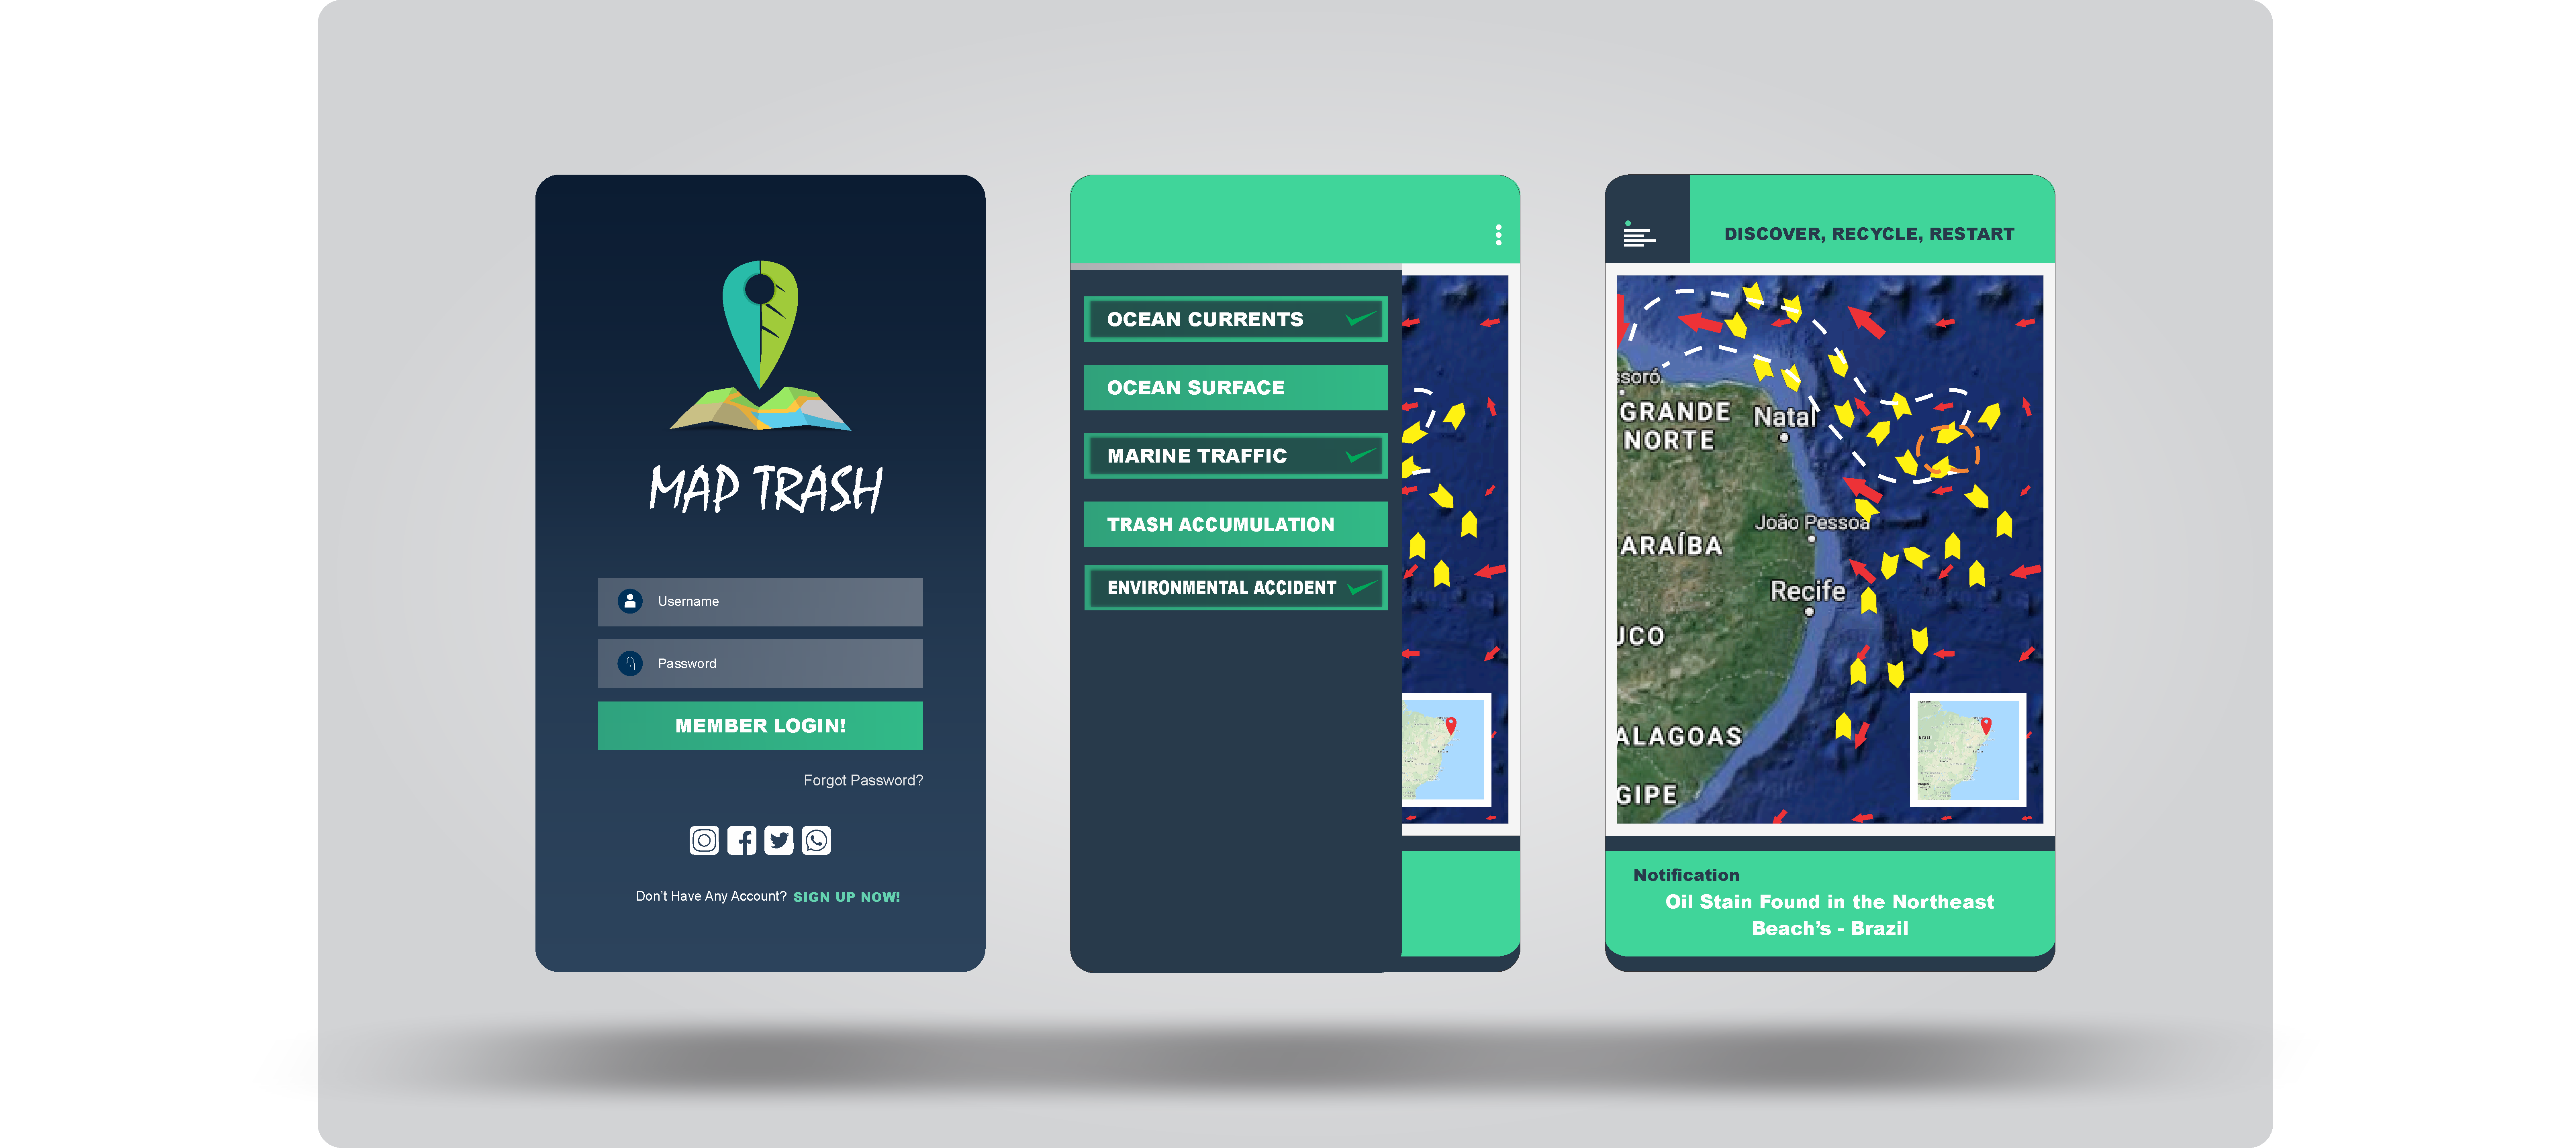 MAP TRASH
Username
Password
MEMBER LOGIN!
Forgot Password?
Don't Have Any Account? SIGN UP NOW!
OCEAN CURRENTS
OCEAN SURFACE
MARINE TRAFFIC
TRASH ACCUMULATION
ENVIRONMENTAL ACCIDENT
DISCOVER, RECYCLE, RESTART
ssoró
GRANDE
NORTE
Natal
João Pessoa
ARAÍBA
Recife
UCO
ALAGOAS
GIPE
Notification
Oil Stain Found in the Northeast
Beach's - Brazil